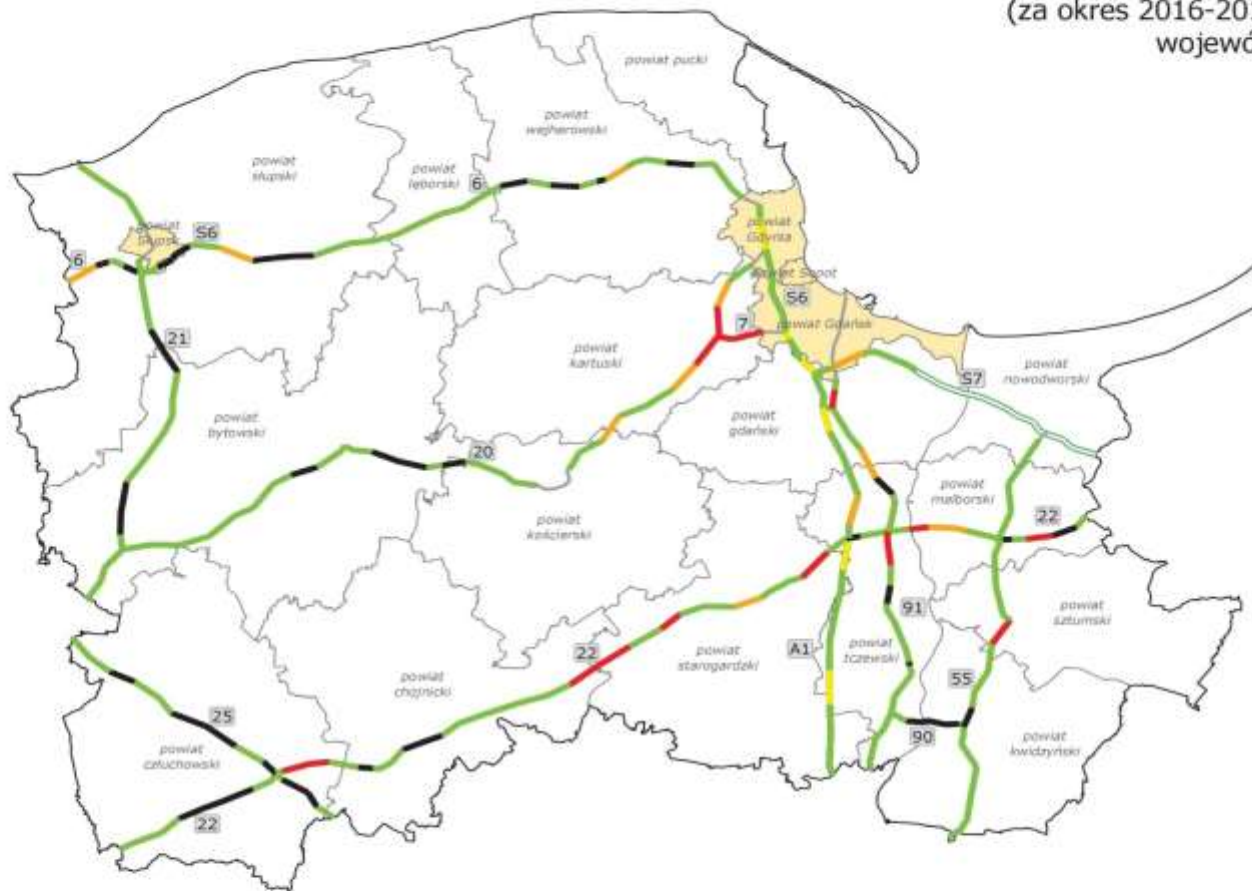 (za okres 2016-201
wojewó
powiat pucki
powiat
wejherowski
powiat
słupski
powiat
lęborski
6
powiat
Słupsk
S6
6
powiat
Gdynia
powiat Sopot
S6
7
powiat Gdańsk
21
powiat
kartuski
S7
powiat
nowodworski
powiat
bytowski
powiat
gdański
20
powiat
malborski
22
powiat
kościerski
91
powiat
sztumski
22
A1
powiat
tczewski
powiat
starogardzki
powiat
chojnicki
55
25
90
powiat
kwidzyński
powiat
człuchowski
22